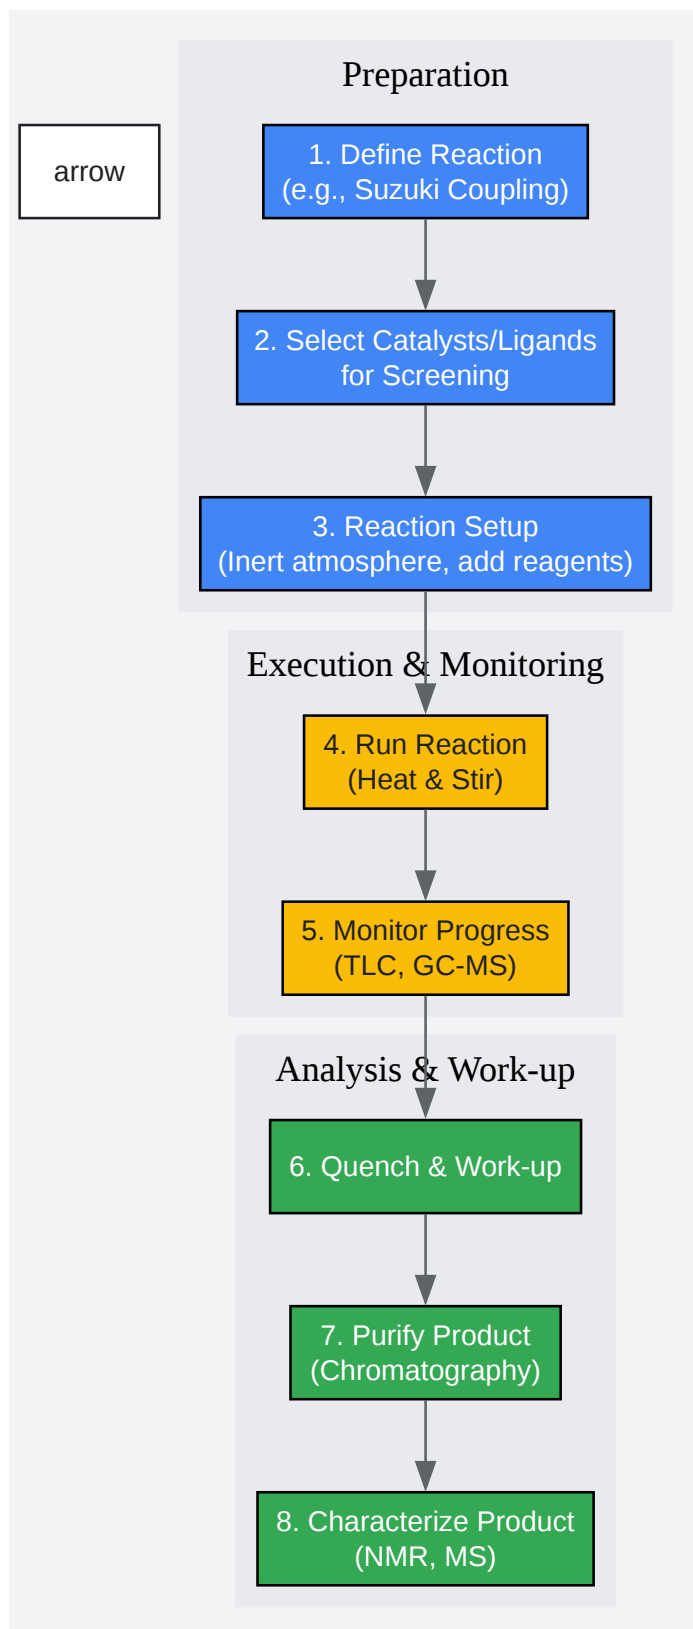 Preparation
arrow
1. Define Reaction
(e.g., Suzuki Coupling)
2. Select Catalysts/Ligands
for Screening
3. Reaction Setup
(Inert atmosphere, add reagents)
Execution & Monitoring
4. Run Reaction
(Heat & Stir)
5. Monitor Progress
(TLC, GC-MS)
Analysis & Work-up
6. Quench & Work-up
7. Purify Product
(Chromatography)
8. Characterize Product
(NMR, MS)